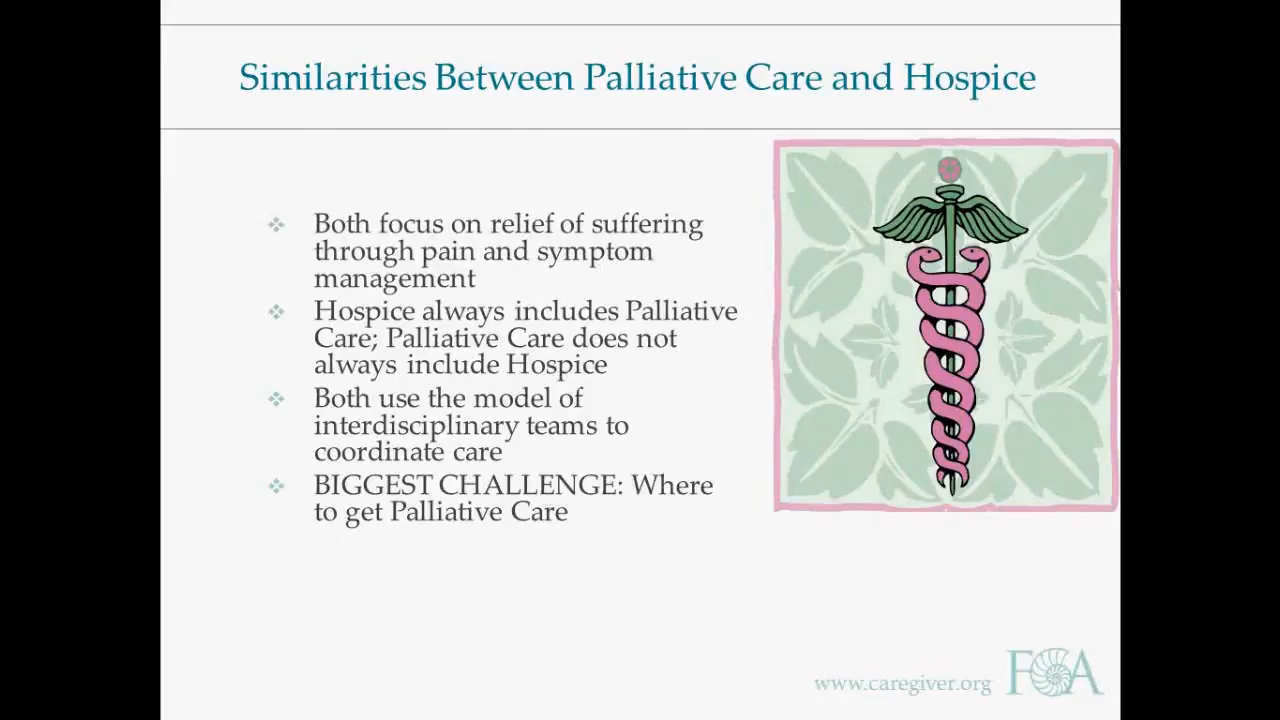 Similarities Between Palliative Care and Hospice
Both focus on relief of suffering
through pain and symptom
management
Hospice always includes Palliative
Care; Palliative Care does not
always include Hospice
Both use the model of
interdisciplinary teams to
coordinate care
BIGGEST CHALLENGE: Where
to get Palliative Care
www.caregiver.org FCA